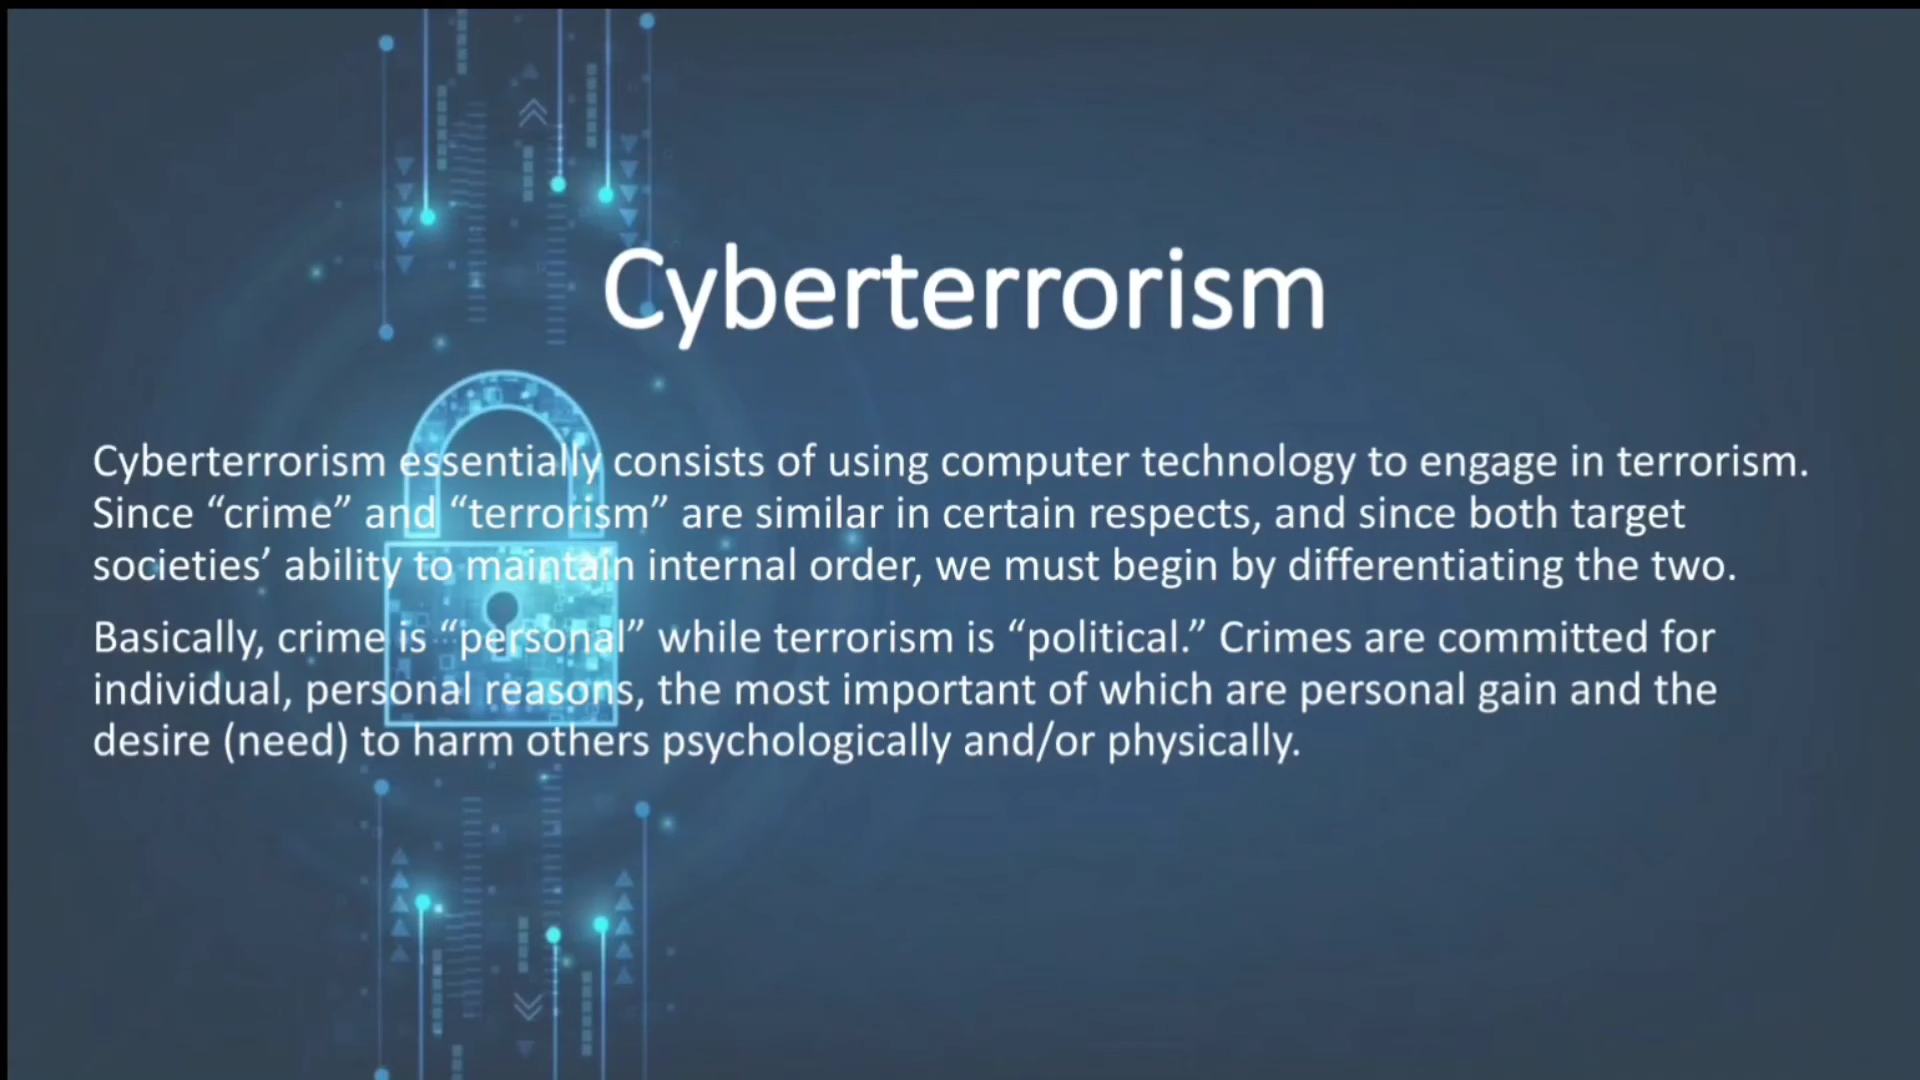 Cyberterrorism
Cyberterrorism essentially consists of using computer technology to engage in terrorism.
Since “crime” and “terrorism” are similar in certain respects, and since both target
societies’ ability to maintain internal order, we must begin by differentiating the two.
Basically, crime is “personal” while terrorism is “political.” Crimes are committed for
individual, personal reasons, the most important of which are personal gain and the
desire (need) to harm others psychologically and/or physically.